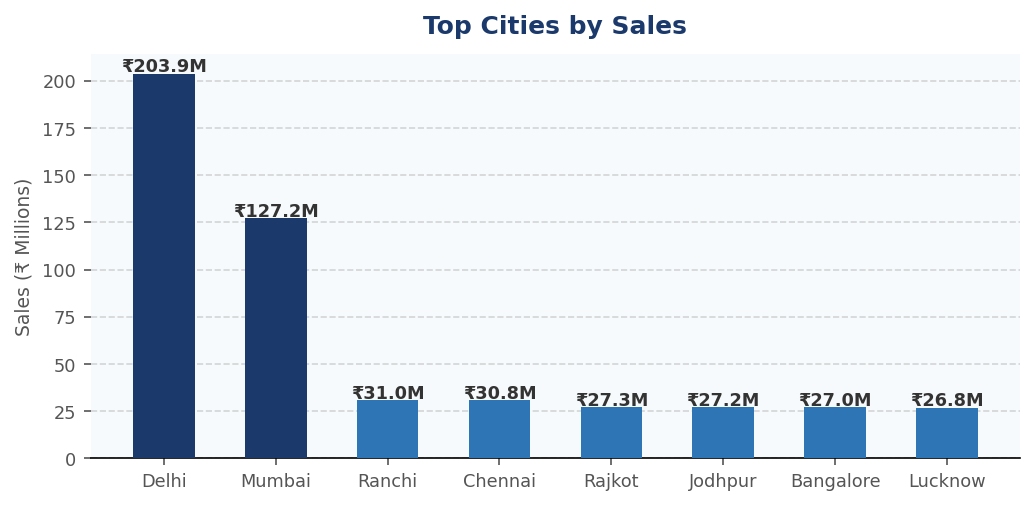 Top Cities by Sales
Sales (₹ Millions)
200
175
150
125
100
75
50
25
0
₹203.9M
₹127.2M
₹31.0M
₹30.8M
₹27.3M
₹27.2M
₹27.0M
₹26.8M
Delhi
Mumbai
Ranchi
Chennai
Rajkot
Jodhpur
Bangalore
Lucknow